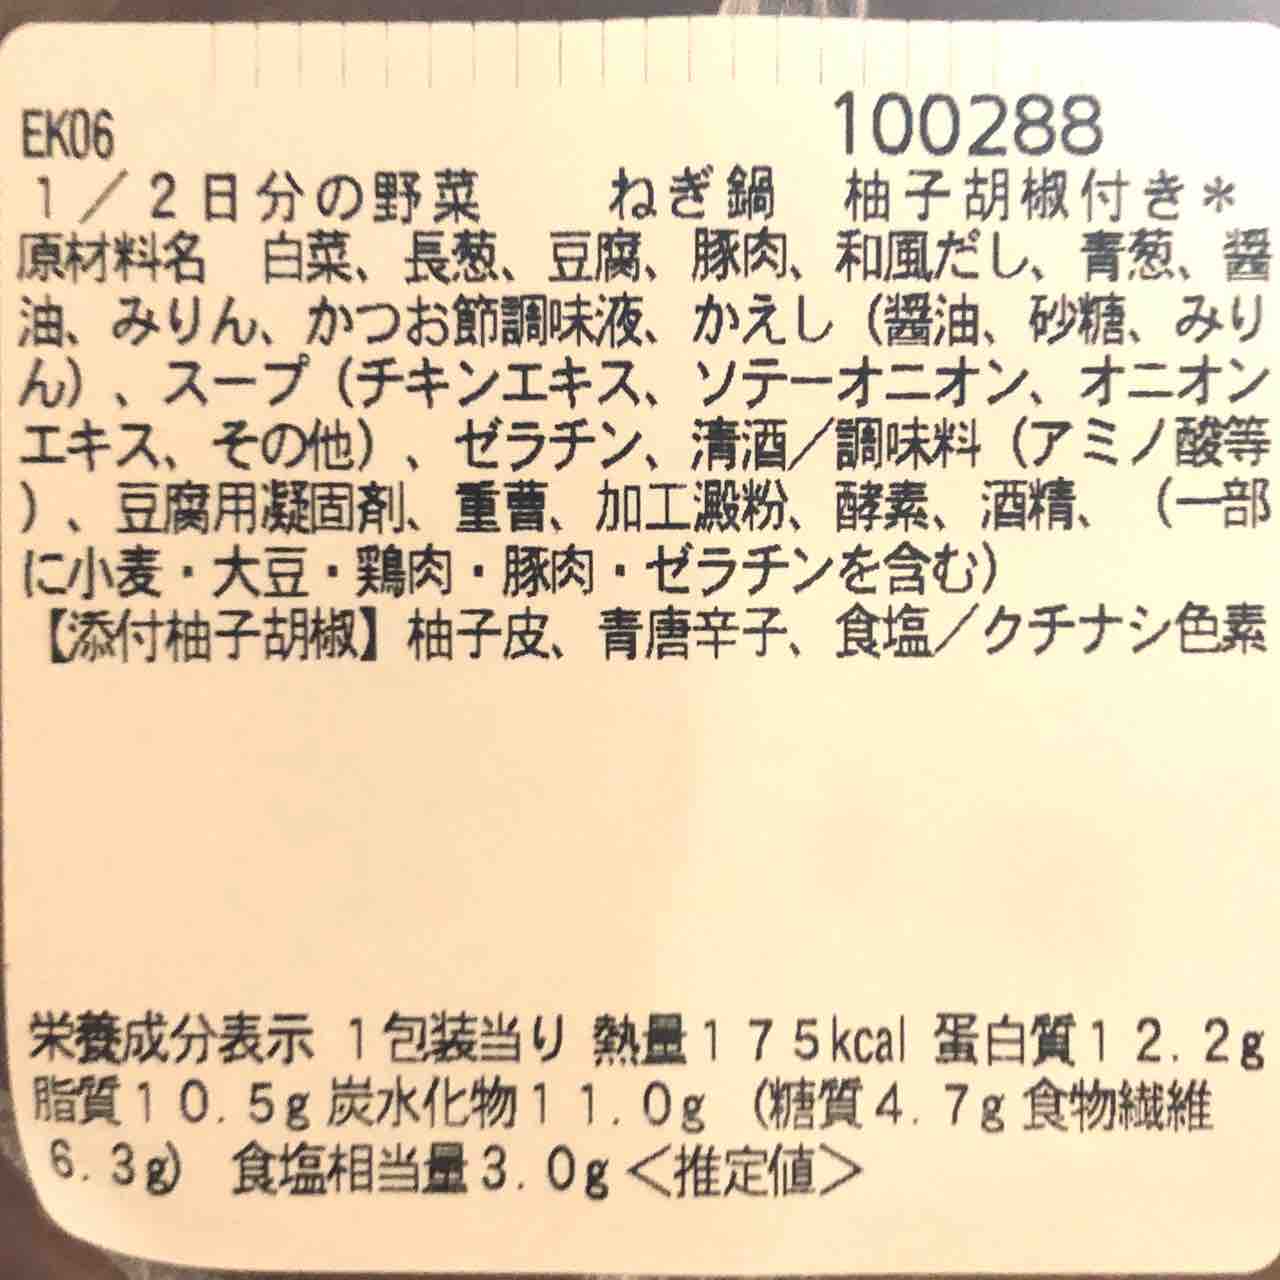 EK06 100288
1／2日分の野菜 ねぎ鍋 柚子胡椒付き＊
原材料名 白菜、長葱、豆腐、豚肉、和風だし、青葱、醤
油、みりん、かつお節調味液、かえし（醤油、砂糖、みり
ん）、スープ（チキンエキス、ソテーオニオン、オニオン
エキス、その他）、ゼラチン、清酒／調味料（アミノ酸等
）、豆腐用凝固剤、重曹、加工澱粉、酵素、酒精、（一部
に小麦・大豆・鶏肉・豚肉・ゼラチンを含む）
【添付柚子胡椒】柚子皮、青唐辛子、食塩／クチナシ色素
栄養成分表示 1包装当り 熱量175kcal 蛋白質12.2g
脂質10.5g 炭水化物11.0g （糖質4.7g 食物繊維
6.3g） 食塩相当量3.0g＜推定値＞